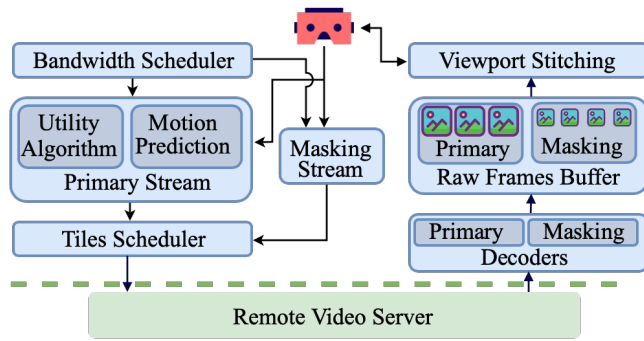 Bandwidth Scheduler
Utility
Algorithm
Motion
Prediction
Primary Stream
Masking
Stream
Tiles Scheduler
Viewport Stitching
Primary
Masking
Raw Frames Buffer
Primary
Masking
Decoders
Remote Video Server